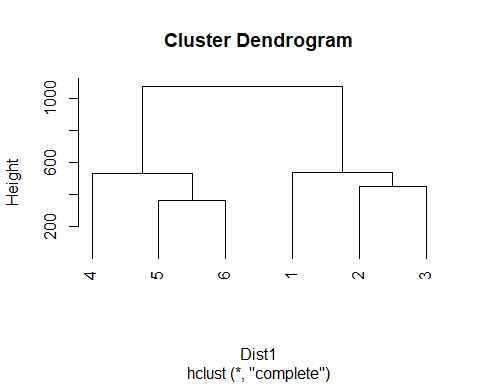 Cluster Dendrogram
Height
1000
600
200
4 5 6 1 2 3
Dist1
hclust (*, "complete")